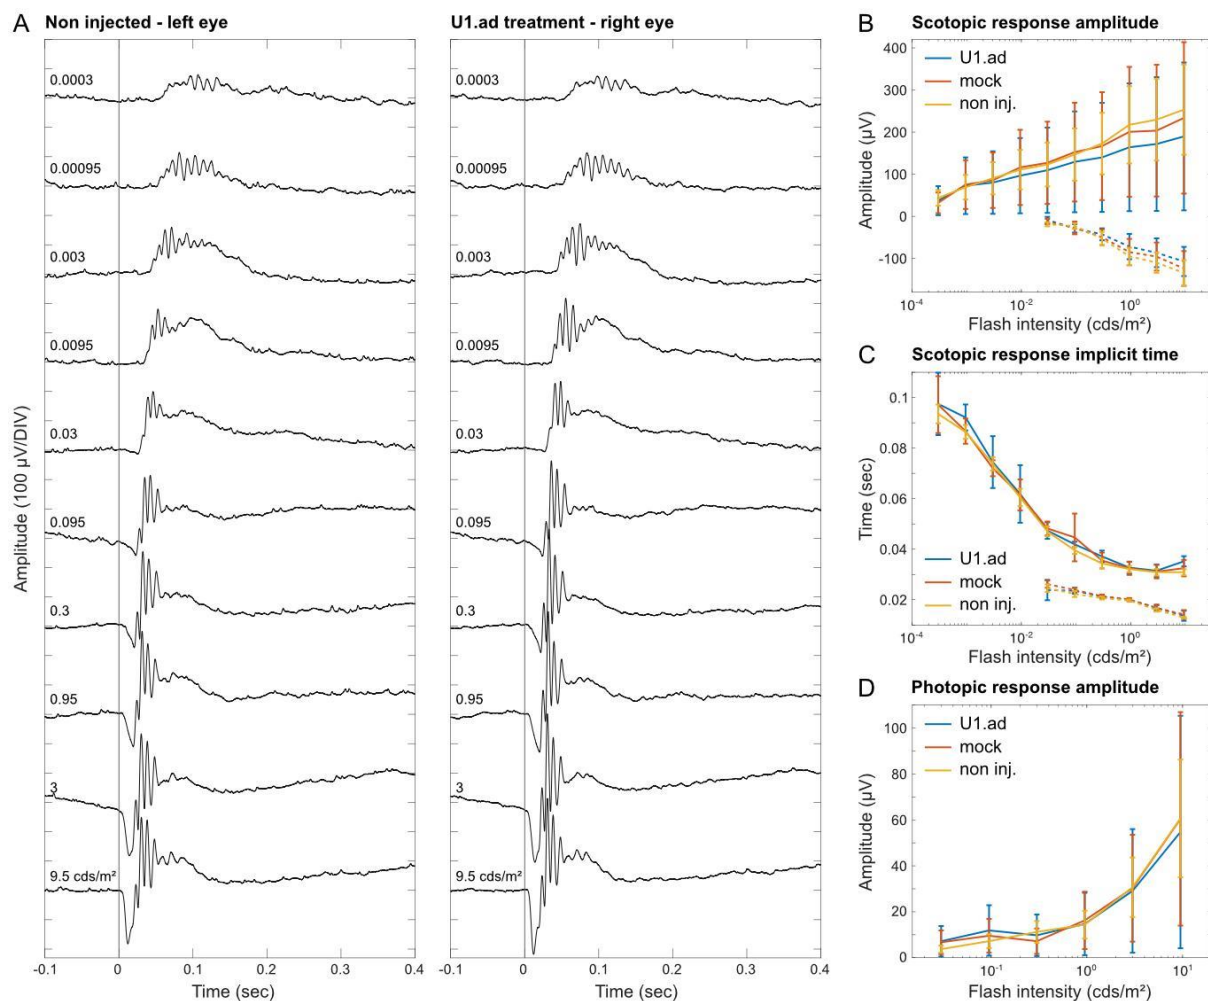 A Non injected - left eye U1.ad treatment - right eye
0.0003 0.0003
0.00095 0.00095
0.003 0.003
0.0095 0.0095
0.03 0.03
0.095 0.095
0.3 0.3
0.95 0.95
3 3
9.5 cds/m² 9.5 cds/m²
Amplitude (100 µV/DIV)
-0.1 0 0.1 0.2 0.3 0.4 -0.1 0 0.1 0.2 0.3 0.4
Time (sec) Time (sec)
B Scotopic response amplitude
U1.ad
mock
non inj.
400
300
200
100
0
-100
Amplitude (µV)
10⁻⁴ 10⁻² 10⁰
Flash intensity (cds/m²)
C Scotopic response implicit time
0.1
0.08
0.06
0.04
0.02
Time (sec)
U1.ad
mock
non inj.
10⁻⁴ 10⁻² 10⁰
Flash intensity (cds/m²)
D Photopic response amplitude
U1.ad
mock
non inj.
100
80
60
40
20
0
Amplitude (µV)
10⁻¹ 10⁰ 10¹
Flash intensity (cds/m²)